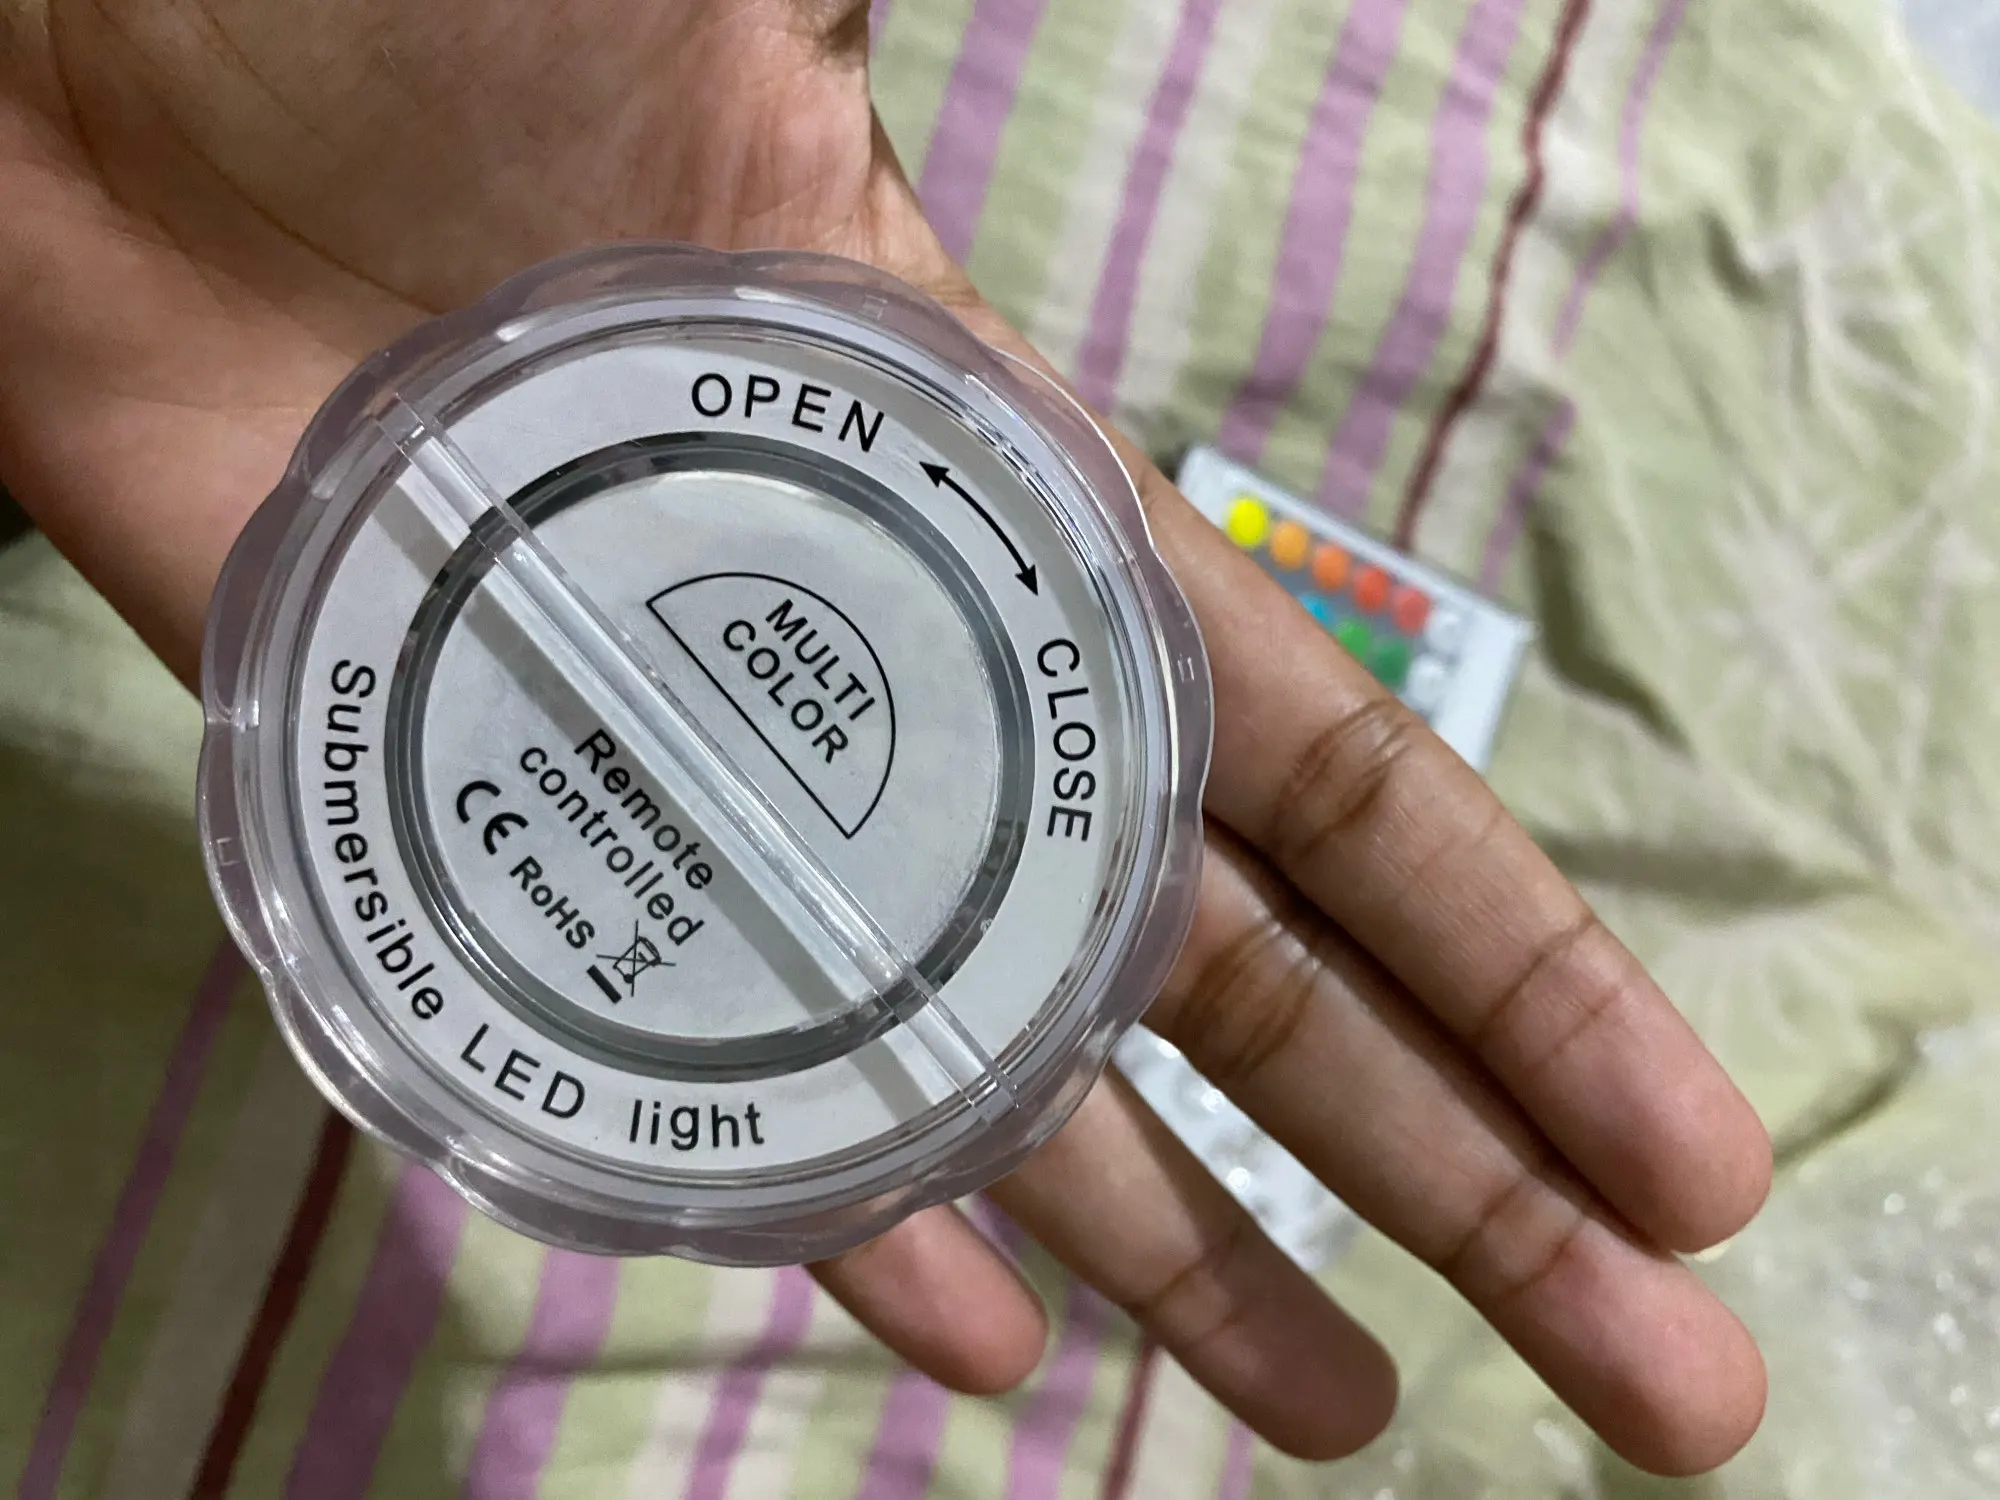 OPEN
CLOSE
MULTI
COLOR
Remote
controlled
CE RoHS
Submersible LED light